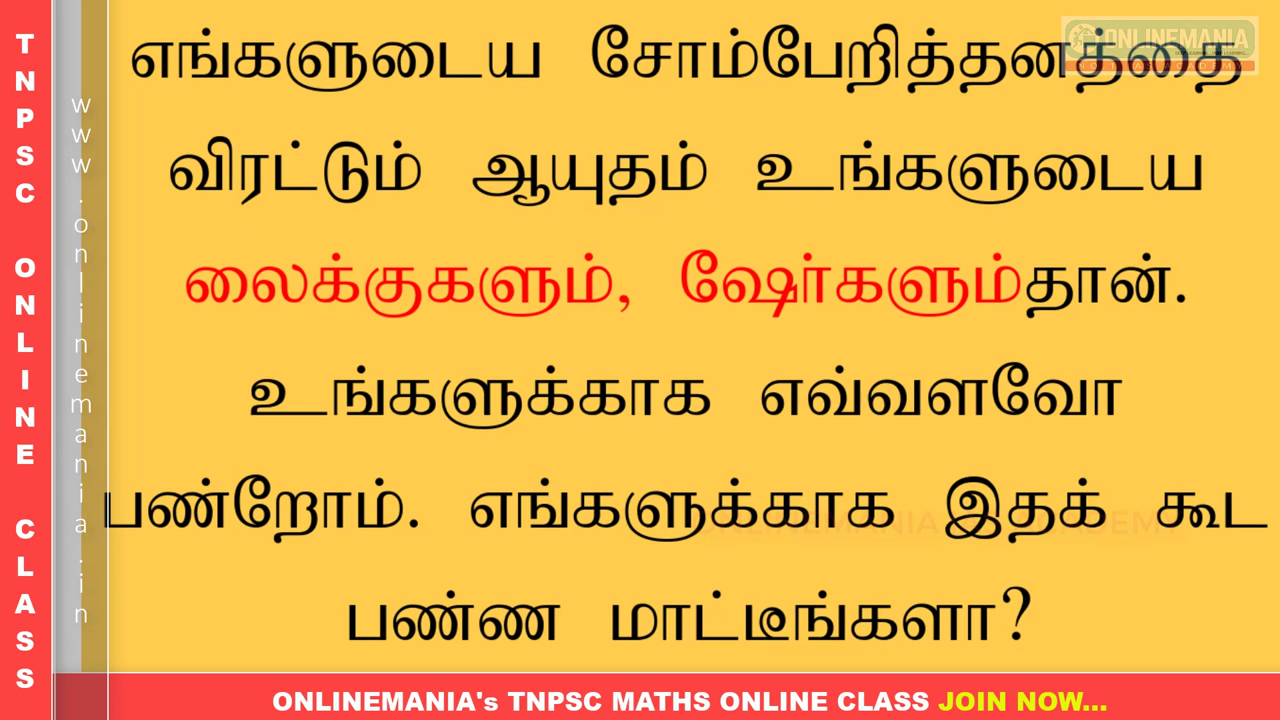 TNPSC ONLINE CLASS
www.onlinemania.in
ONLINEMANIA
எங்களுடைய சோம்பேறித்தனத்தை
விரட்டும் ஆயுதம் உங்களுடைய
லைக்குகளும், ஷேர்களும்தான்.
உங்களுக்காக எவ்வளவோ
பண்றோம். எங்களுக்காக இதக் கூட
பண்ண மாட்டீங்களா?
ONLINEMANIA's TNPSC MATHS ONLINE CLASS JOIN NOW...